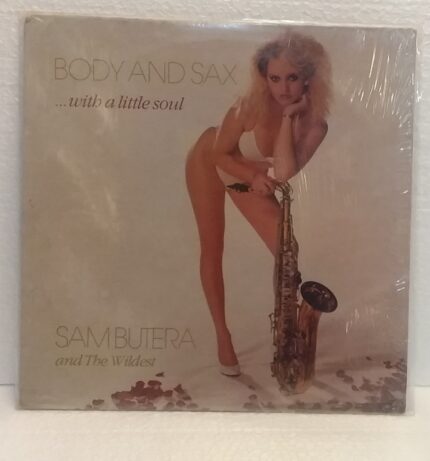 BODY AND SAX
...with a little soul
SAM BUTERA
and The Wildest